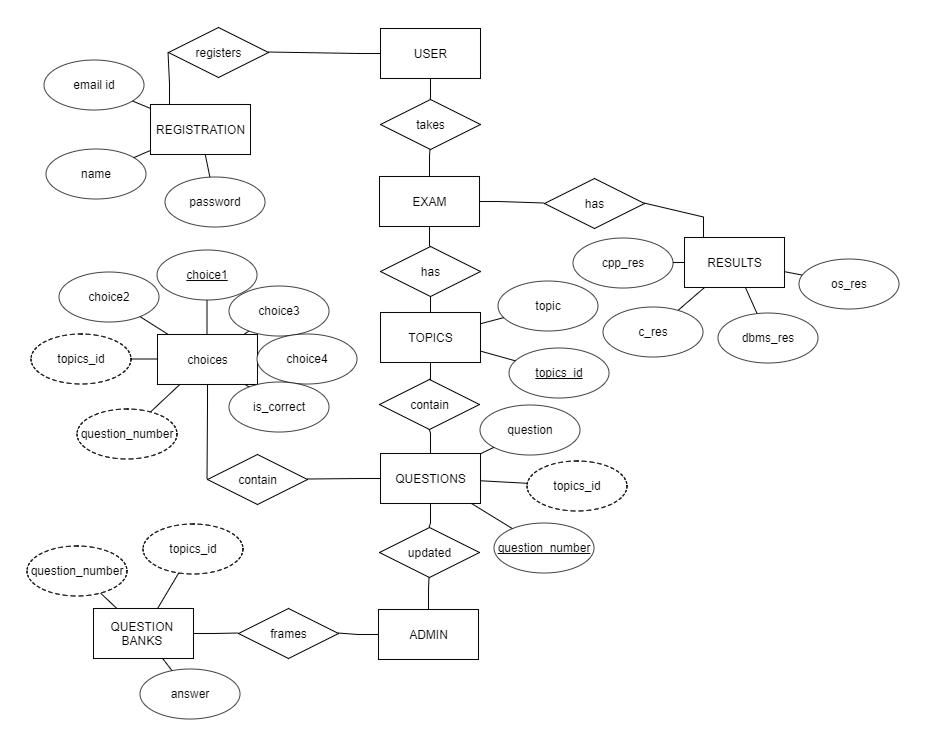 registers
USER
email id
REGISTRATION
takes
name
password
EXAM
has
cpp_res
RESULTS
os_res
has
choice1
choice2
choice3
topic
c_res
dbms_res
TOPICS
topics_id
choices
choice4
topics_id
is_correct
contain
question_number
question
contain
QUESTIONS
topics_id
question_number
updated
topics_id
question_number
QUESTION
BANKS
frames
ADMIN
answer